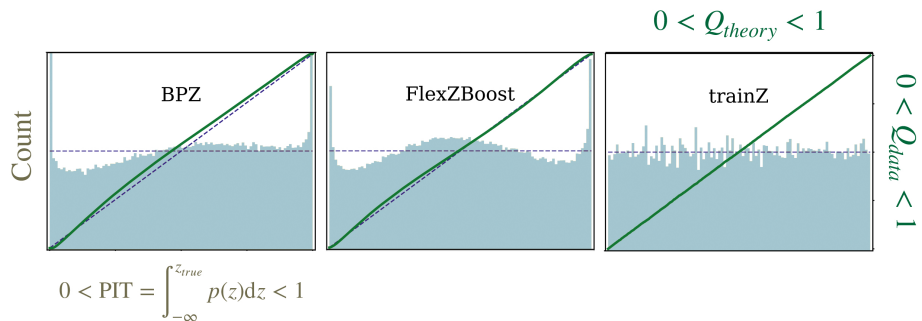 0 < Q_theory < 1
BPZ
FlexZBoost
trainZ
Count
0 < Q_data < 1
0 < PIT = ∫_{-∞}^{z_true} p(z)dz < 1